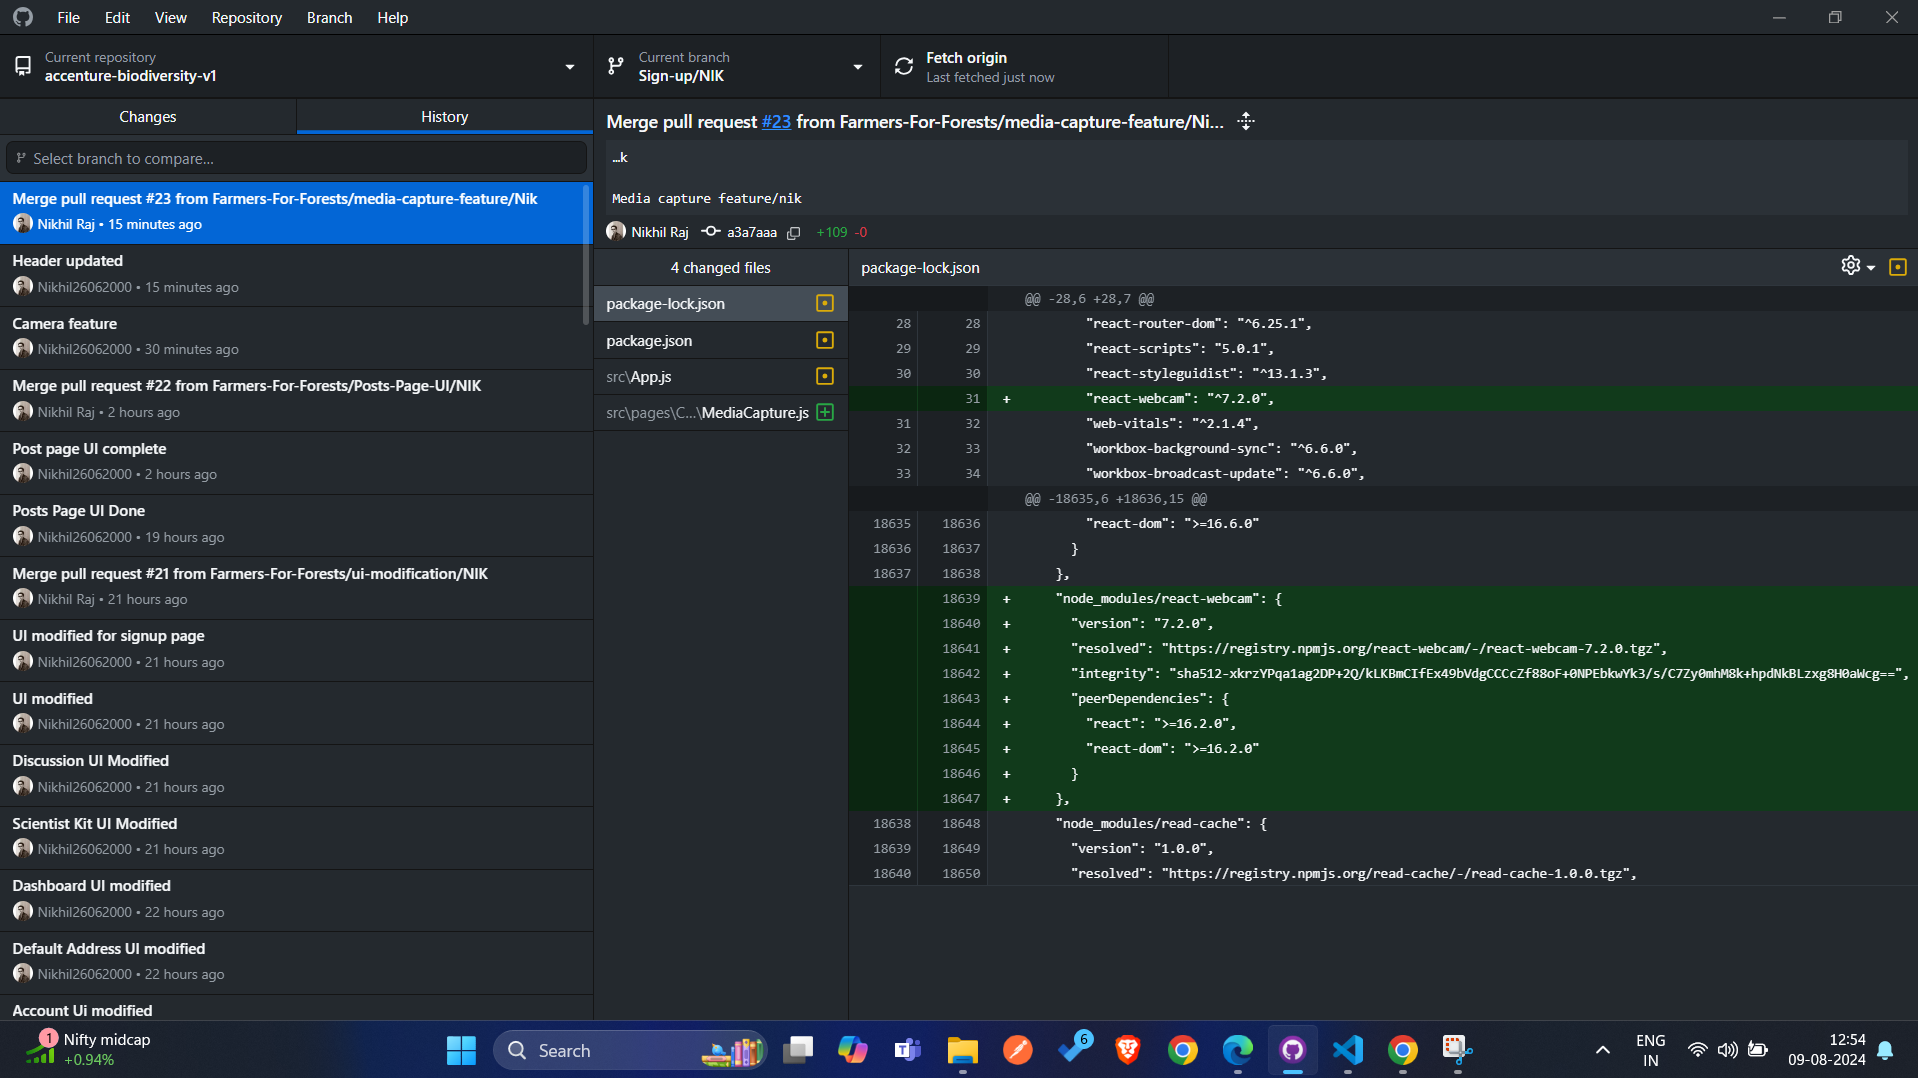 File Edit View Repository Branch Help
Current repository
accenture-biodiversity-v1
Current branch
Sign-up/NIK
Fetch origin
Last fetched just now
Changes
History
Select branch to compare...
Merge pull request #23 from Farmers-For-Forests/media-capture-feature/Nik
Nikhil Raj • 15 minutes ago
Header updated
Nikhil26062000 • 15 minutes ago
Camera feature
Nikhil26062000 • 30 minutes ago
Merge pull request #22 from Farmers-For-Forests/Posts-Page-UI/NIK
Nikhil Raj • 2 hours ago
Post page UI complete
Nikhil26062000 • 2 hours ago
Posts Page UI Done
Nikhil26062000 • 19 hours ago
Merge pull request #21 from Farmers-For-Forests/ui-modification/NIK
Nikhil Raj • 21 hours ago
UI modified for signup page
Nikhil26062000 • 21 hours ago
UI modified
Nikhil26062000 • 21 hours ago
Discussion UI Modified
Nikhil26062000 • 21 hours ago
Scientist Kit UI Modified
Nikhil26062000 • 21 hours ago
Dashboard UI modified
Nikhil26062000 • 22 hours ago
Default Address UI modified
Nikhil26062000 • 22 hours ago
Account Ui modified
Merge pull request #23 from Farmers-For-Forests/media-capture-feature/Ni...
…k
Media capture feature/nik
Nikhil Raj a3a7aaa +109 -0
4 changed files
package-lock.json
package.json
src\App.js
src\pages\C...\MediaCapture.js
package-lock.json
@@ -28,6 +28,7 @@
28 28 "react-router-dom": "^6.25.1",
29 29 "react-scripts": "5.0.1",
30 30 "react-styleguidist": "^13.1.3",
31 + "react-webcam": "^7.2.0",
31 32 "web-vitals": "^2.1.4",
32 33 "workbox-background-sync": "^6.6.0",
33 34 "workbox-broadcast-update": "^6.6.0",
@@ -18635,6 +18636,15 @@
18635 18636 "react-dom": ">=16.6.0"
18636 18637 }
18637 18638 },
18639 + "node_modules/react-webcam": {
18640 + "version": "7.2.0",
18641 + "resolved": "https://registry.npmjs.org/react-webcam/-/react-webcam-7.2.0.tgz",
18642 + "integrity": "sha512-xkrzYPqa1ag2DP+2Q/kLKBmCIfEx49bVdgCCCcZf88oF+0NPEbkwYk3/s/C7Zy0mhM8k+hpdNkBLzxg8H0aWcg==",
18643 + "peerDependencies": {
18644 + "react": ">=16.2.0",
18645 + "react-dom": ">=16.2.0"
18646 + }
18647 + },
18638 18648 "node_modules/read-cache": {
18639 18649 "version": "1.0.0",
18640 18650 "resolved": "https://registry.npmjs.org/read-cache/-/read-cache-1.0.0.tgz",
1
Nifty midcap
+0.94%
Search
6
ENG
IN
12:54
09-08-2024